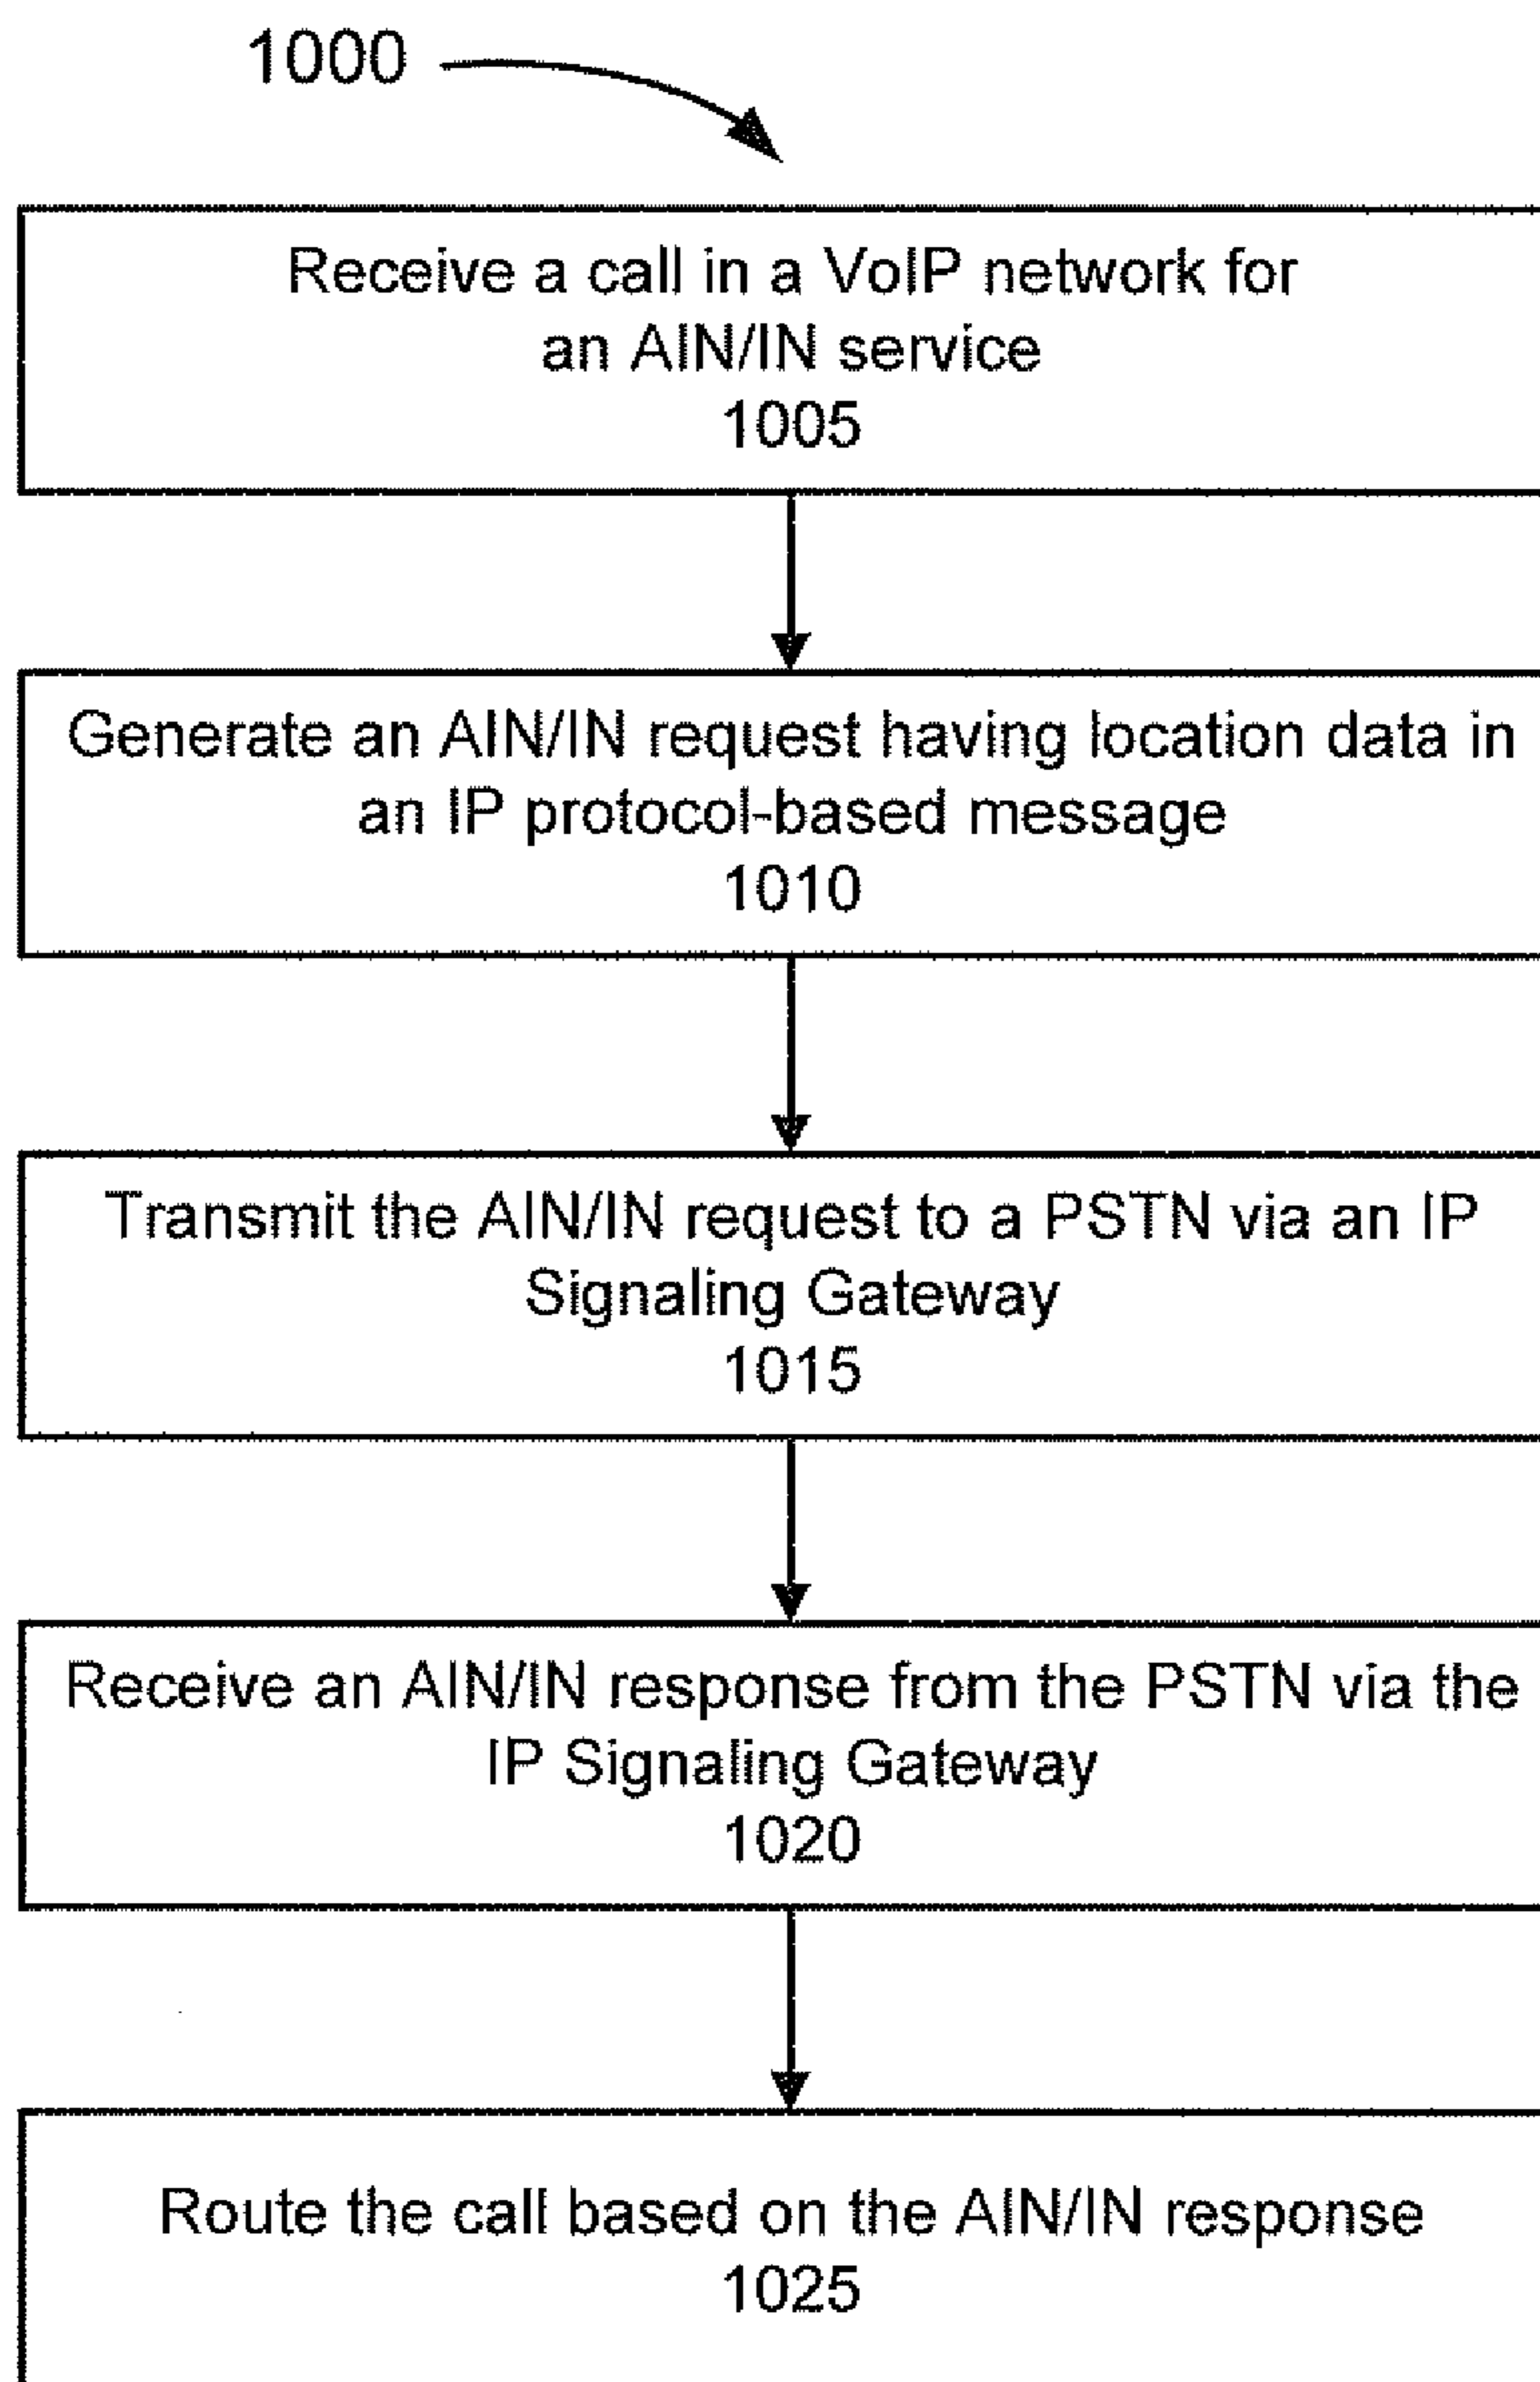 1000
Receive a call in a VoIP network for
an AIN/IN service
1005
Generate an AIN/IN request having location data in
an IP protocol-based message
1010
Transmit the AIN/IN request to a PSTN via an IP
Signaling Gateway
1015
Receive an AIN/IN response from the PSTN via the
IP Signaling Gateway
1020
Route the call based on the AIN/IN response
1025